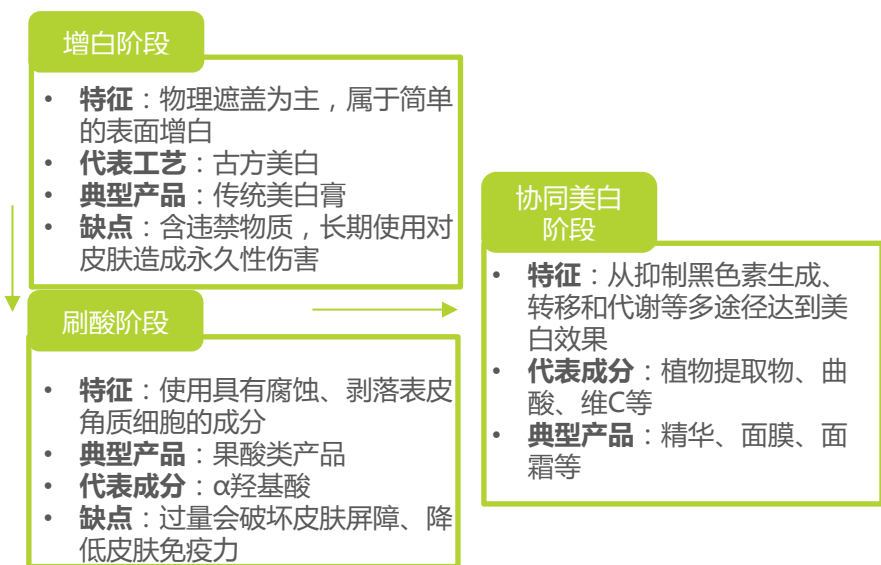 增白阶段
• 特征：物理遮盖为主，属于简单
的表面增白
• 代表工艺：古方美白
• 典型产品：传统美白膏
• 缺点：含违禁物质，长期使用对
皮肤造成永久性伤害
刷酸阶段
• 特征：使用具有腐蚀、剥落表皮
角质细胞的成分
• 典型产品：果酸类产品
• 代表成分：α羟基酸
• 缺点：过量会破坏皮肤屏障、降
低皮肤免疫力
协同美白
阶段
• 特征：从抑制黑色素生成、
转移和代谢等多途径达到美
白效果
• 代表成分：植物提取物、曲
酸、维C等
• 典型产品：精华、面膜、面
霜等